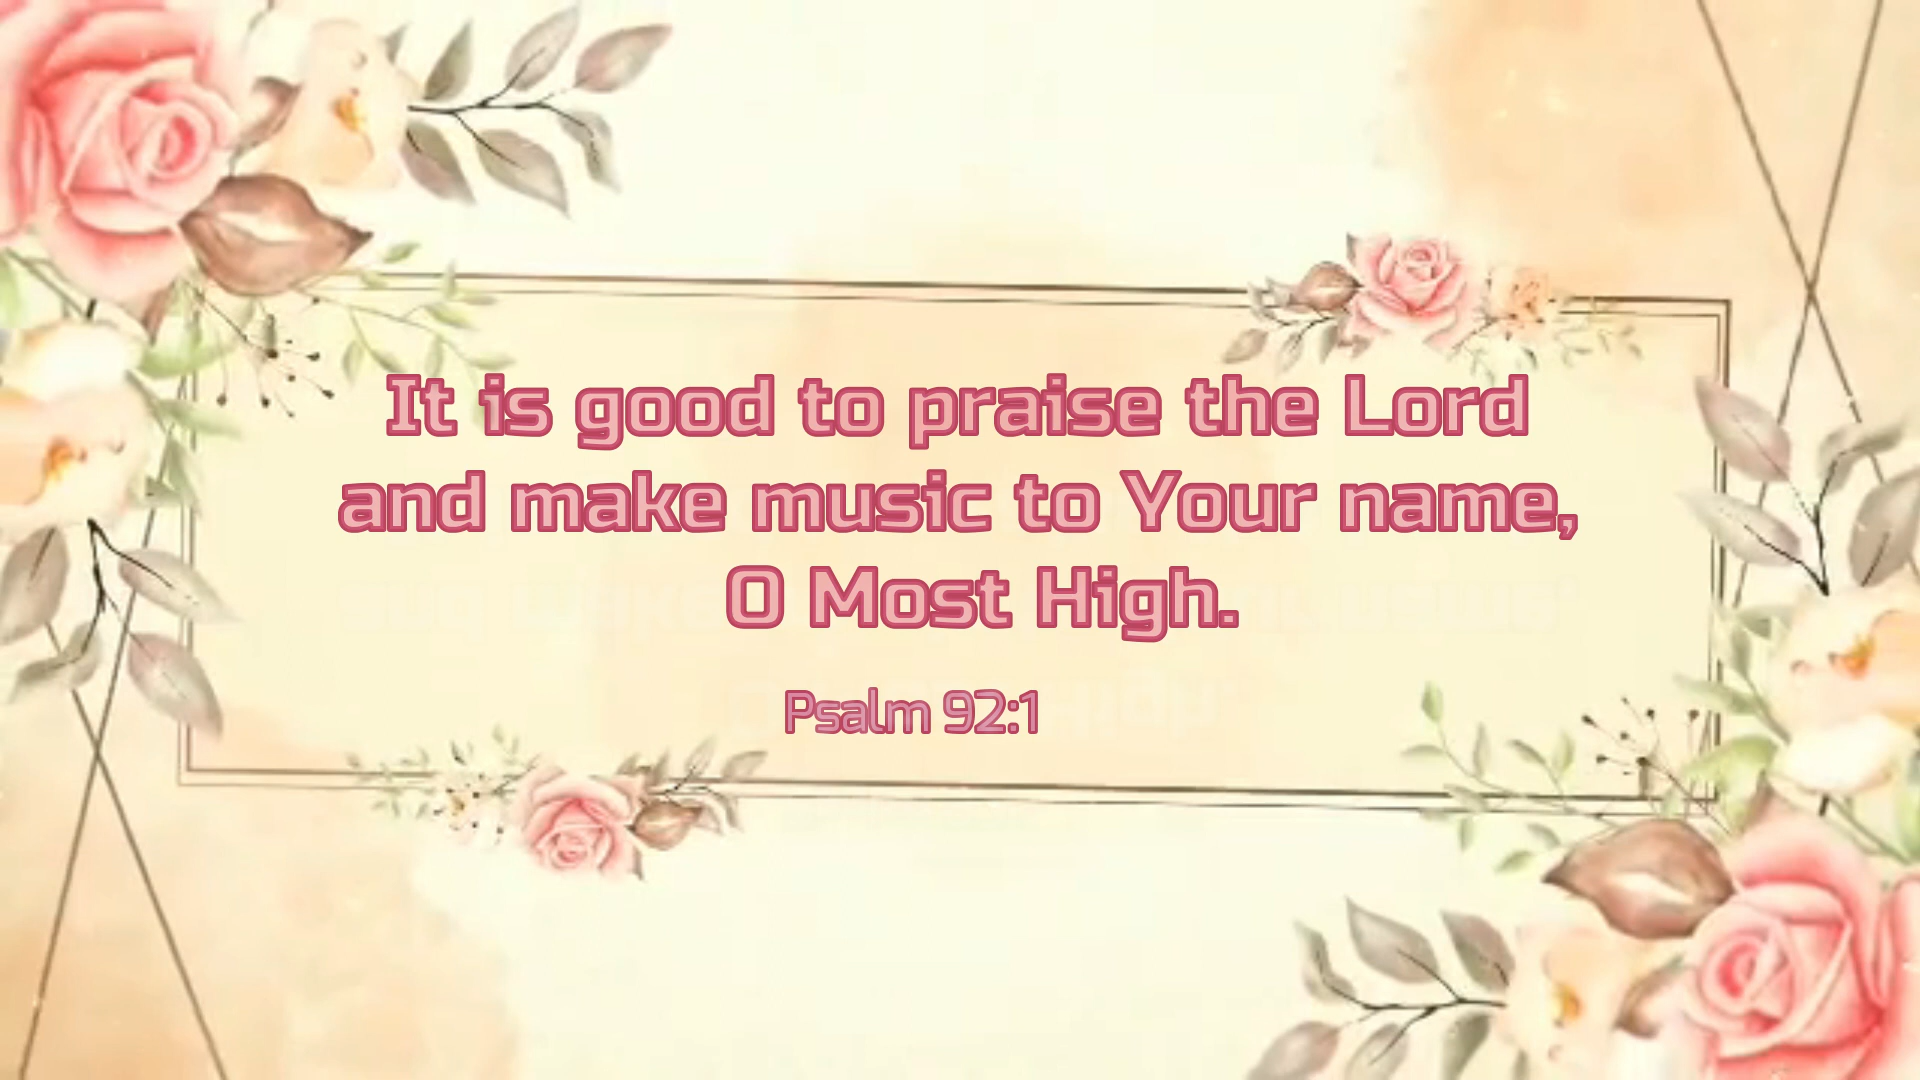 It is good to praise the Lord
and make music to Your name,
O Most High.
Psalm 92:1